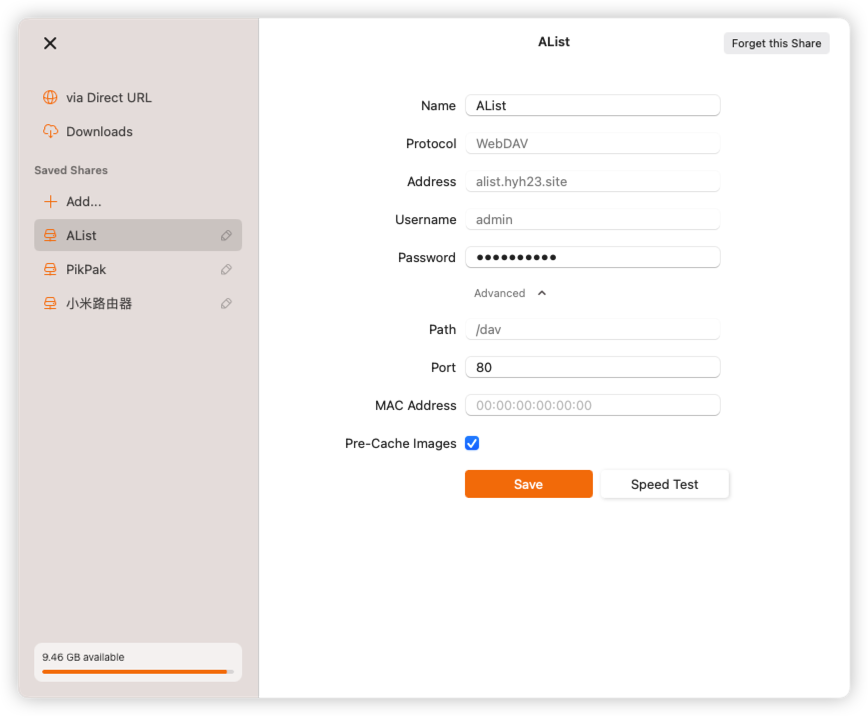 AList
Forget this Share
via Direct URL
Downloads
Saved Shares
Add...
AList
PikPak
小米路由器
9.46 GB available
Name AList
Protocol WebDAV
Address alist.hyh23.site
Username admin
Password ••••••••••
Advanced
Path /dav
Port 80
MAC Address 00:00:00:00:00:00
Pre-Cache Images
Save Speed Test